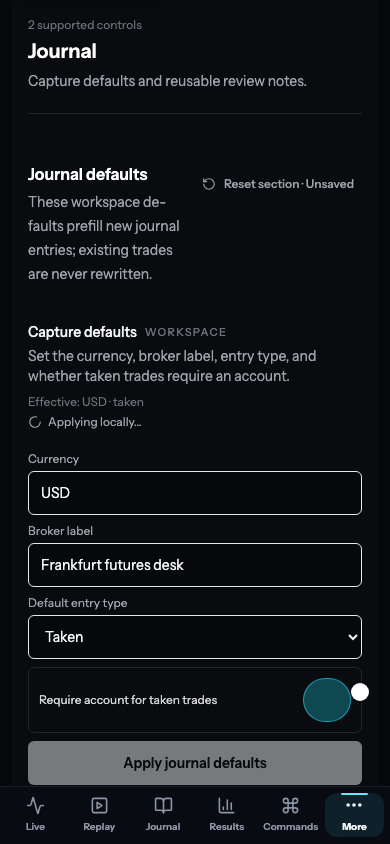 2 supported controls
Journal
Capture defaults and reusable review notes.
Journal defaults
Reset section · Unsaved
These workspace de-
faults prefill new journal
entries; existing trades
are never rewritten.
Capture defaults WORKSPACE
Set the currency, broker label, entry type, and
whether taken trades require an account.
Effective: USD · taken
Applying locally...
Currency
USD
Broker label
Frankfurt futures desk
Default entry type
Taken
Require account for taken trades
Apply journal defaults
Live Replay Journal Results Commands More